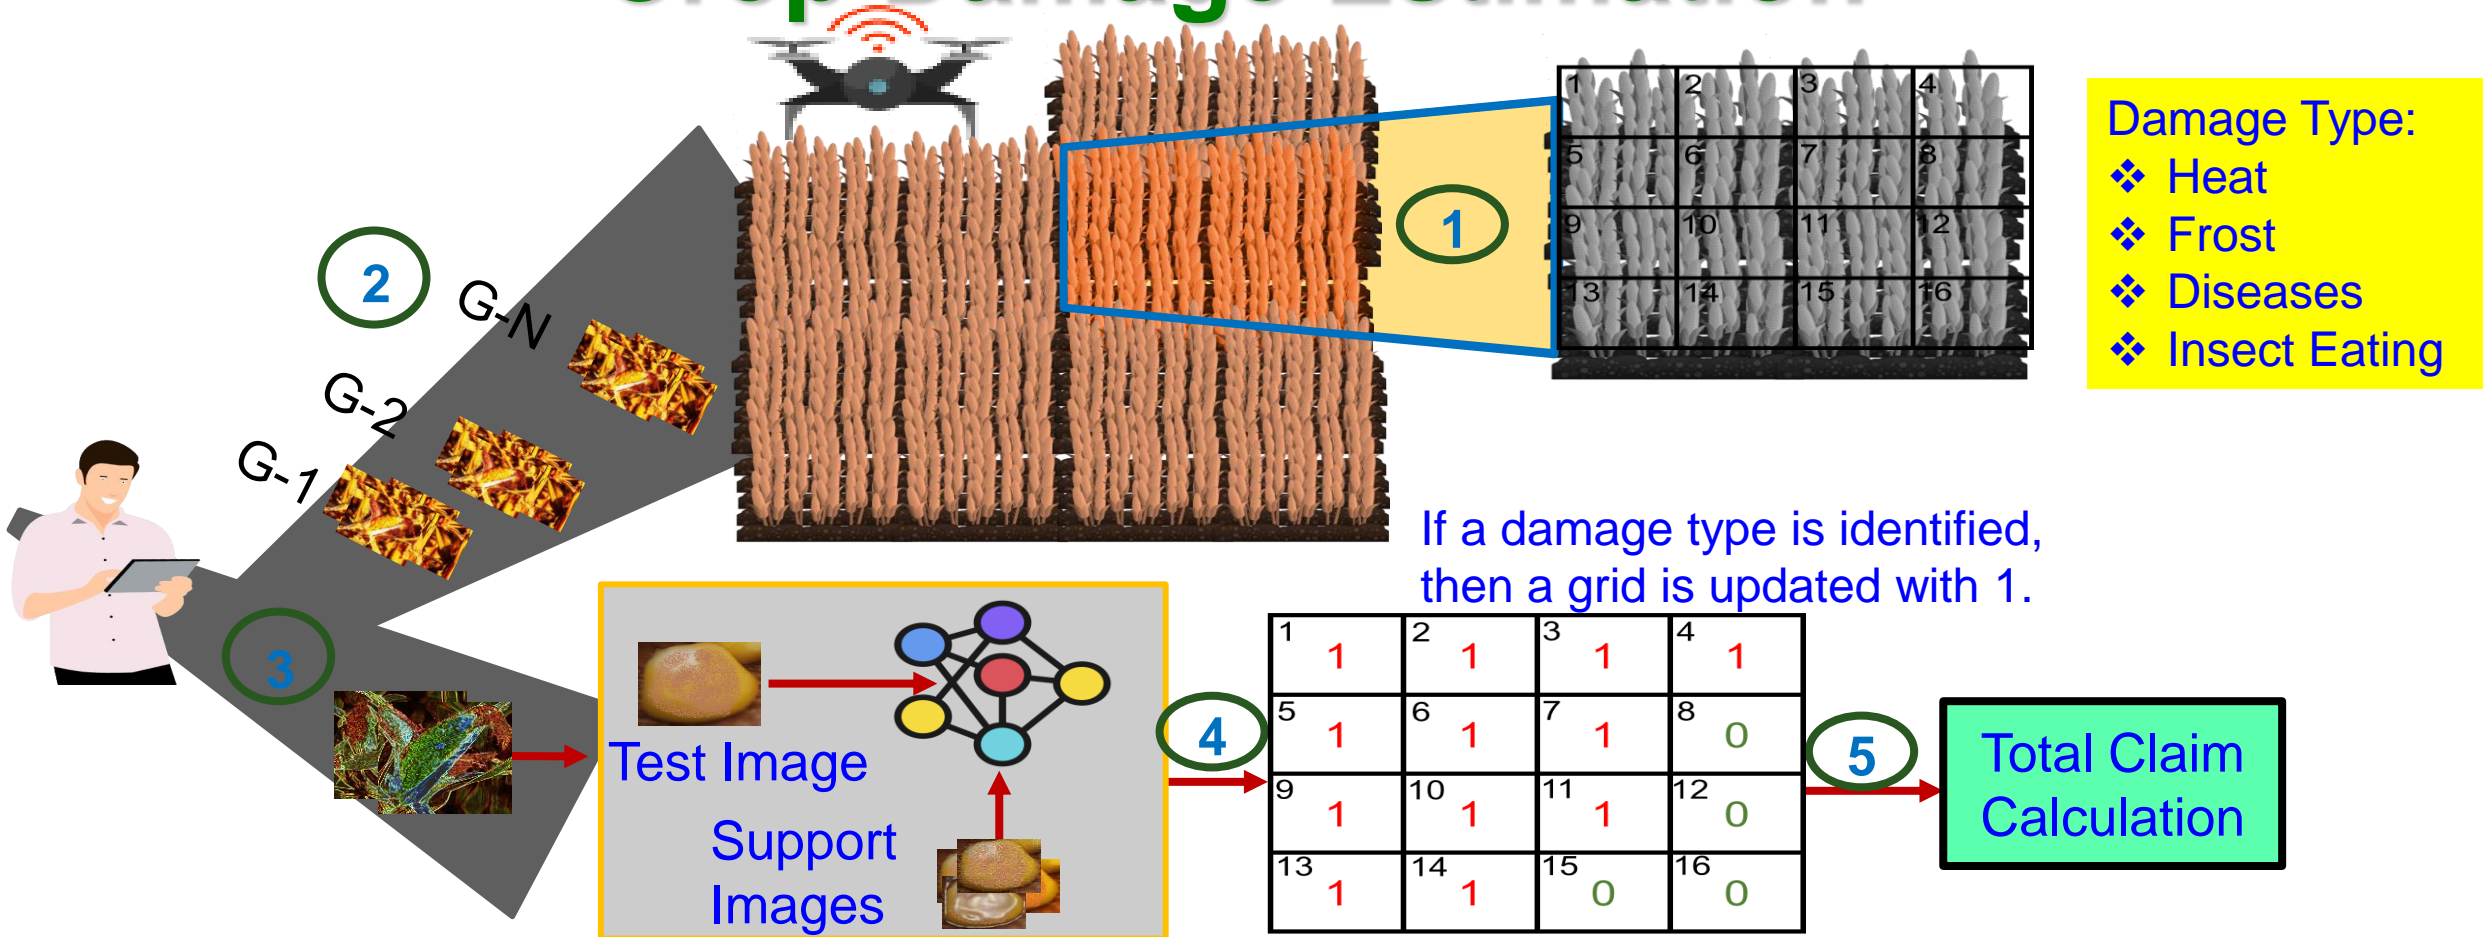 Crop Damage Estimation
1 2 3 4
5 6 7 8
9 10 11 12
13 14 15 16
Damage Type:
❖ Heat
❖ Frost
❖ Diseases
❖ Insect Eating
1
2
G-N
G-2
G-1
If a damage type is identified,
then a grid is updated with 1.
3
Test Image
Support
Images
4
1 1 2 1 3 1 4 1
5 1 6 1 7 1 8 0
9 1 10 1 11 1 12 0
13 1 14 1 15 0 16 0
5
Total Claim
Calculation